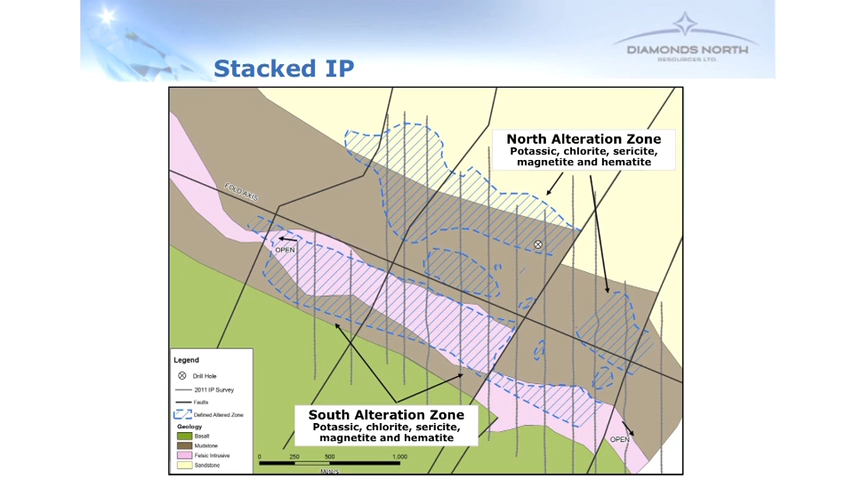 DIAMONDS NORTH
RESOURCES LTD.
Stacked IP
North Alteration Zone
Potassic, chlorite, sericite,
magnetite and hematite
FOLD AXIS
OPEN
Legend
Drill Hole
2011 IP Survey
Faults
Defined Altered Zone
Geology
Basalt
Mudstone
Felsic Intrusive
Sandstone
South Alteration Zone
Potassic, chlorite, sericite,
magnetite and hematite
OPEN
0 250 500 1,000
Meters